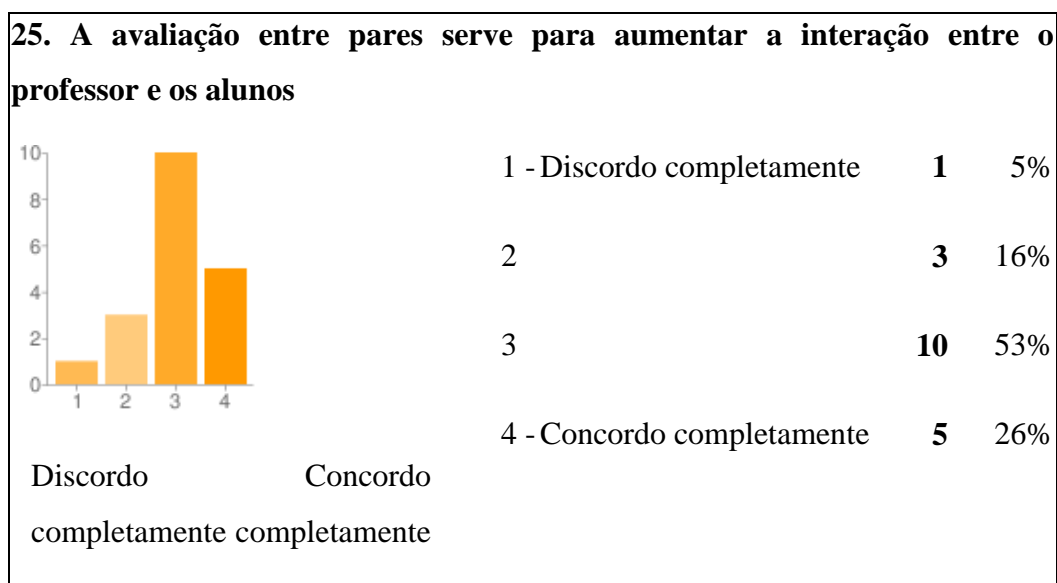 25. A avaliação entre pares serve para aumentar a interação entre o
professor e os alunos
10
8
6
4
2
0
1 2 3 4
Discordo Concordo
completamente completamente
1 - Discordo completamente 1 5%
2 3 16%
3 10 53%
4 - Concordo completamente 5 26%